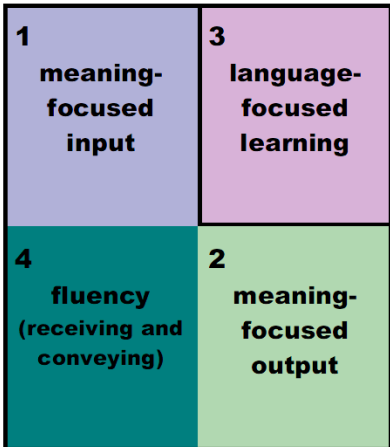 1
meaning-
focused
input
3
language-
focused
learning
4
fluency
(receiving and
conveying)
2
meaning-
focused
output